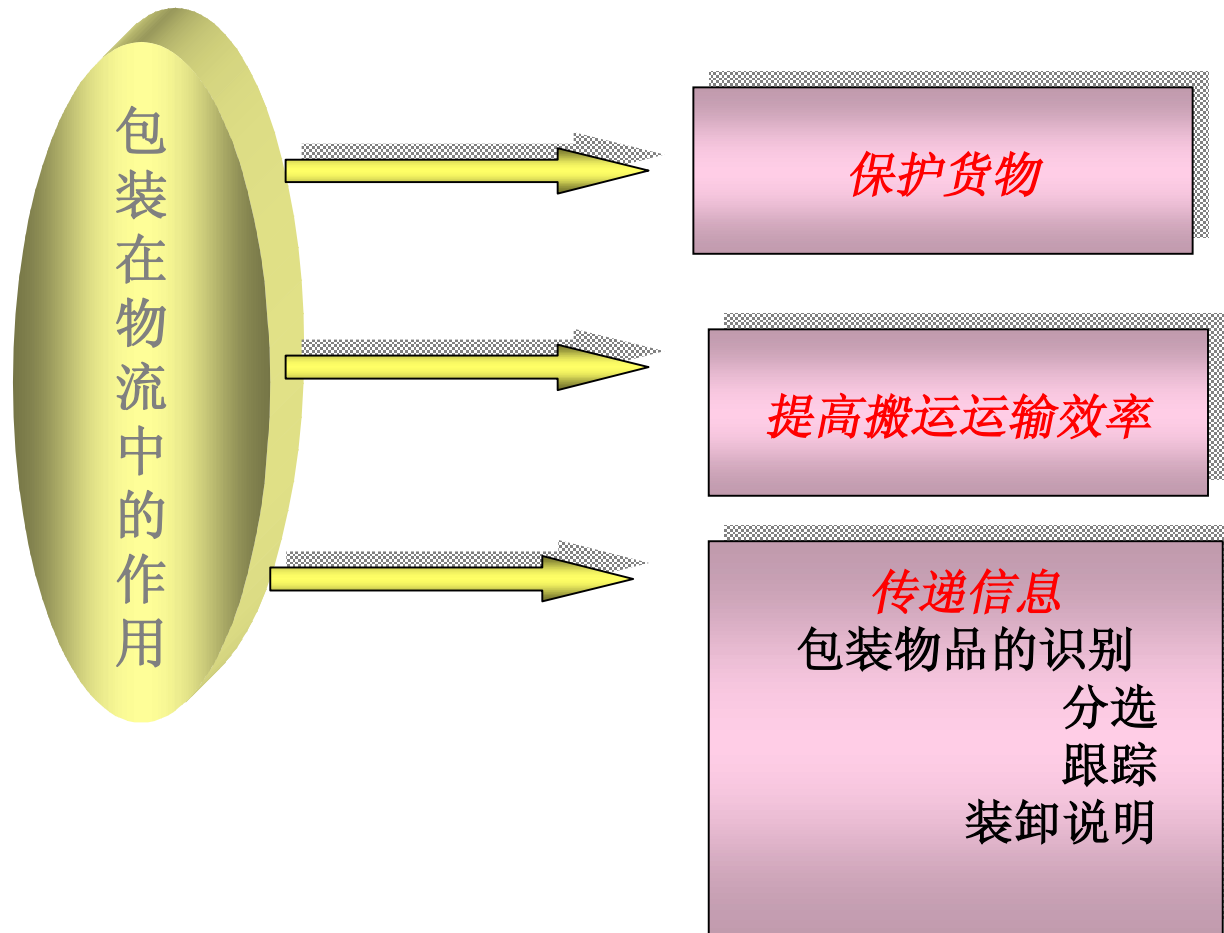 包装在物流中的作用
保护货物
提高搬运运输效率
传递信息
包装物品的识别
分选
跟踪
装卸说明